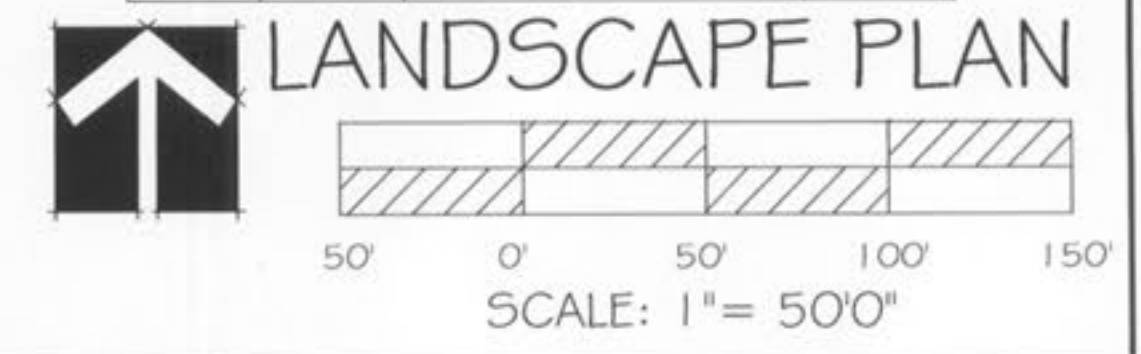 LANDSCAPE PLAN
50' 0' 50' 100' 150'
SCALE: 1"= 50'0"